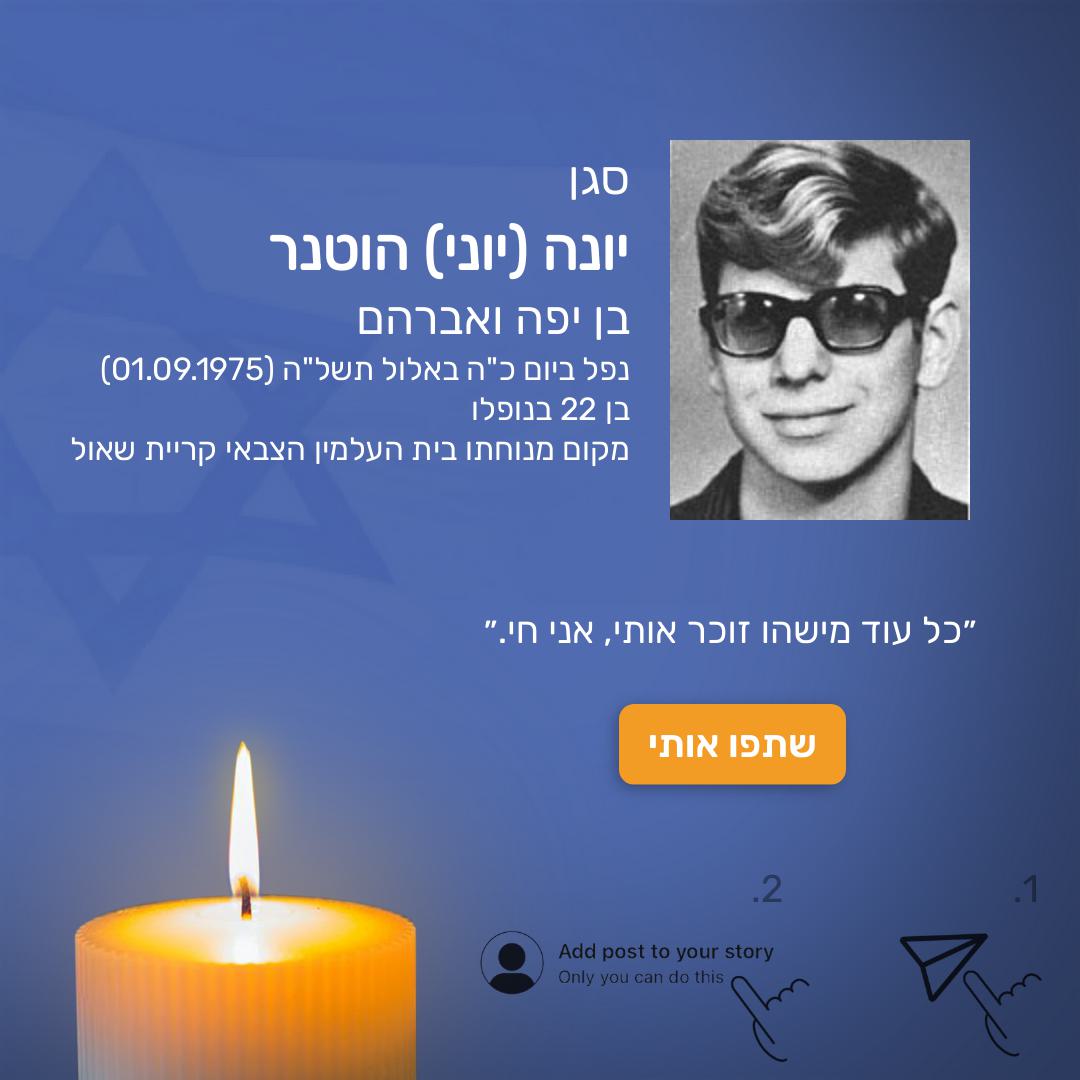 סגן
יונה (יוני) הוטנר
בן יפה ואברהם
נפל ביום כ"ה באלול תשל"ה (01.09.1975)
בן 22 בנופלו
מקום מנוחתו בית העלמין הצבאי קריית שאול
״כל עוד מישהו זוכר אותי, אני חי.״
שתפו אותי
.1
.2
Add post to your story
Only you can do this